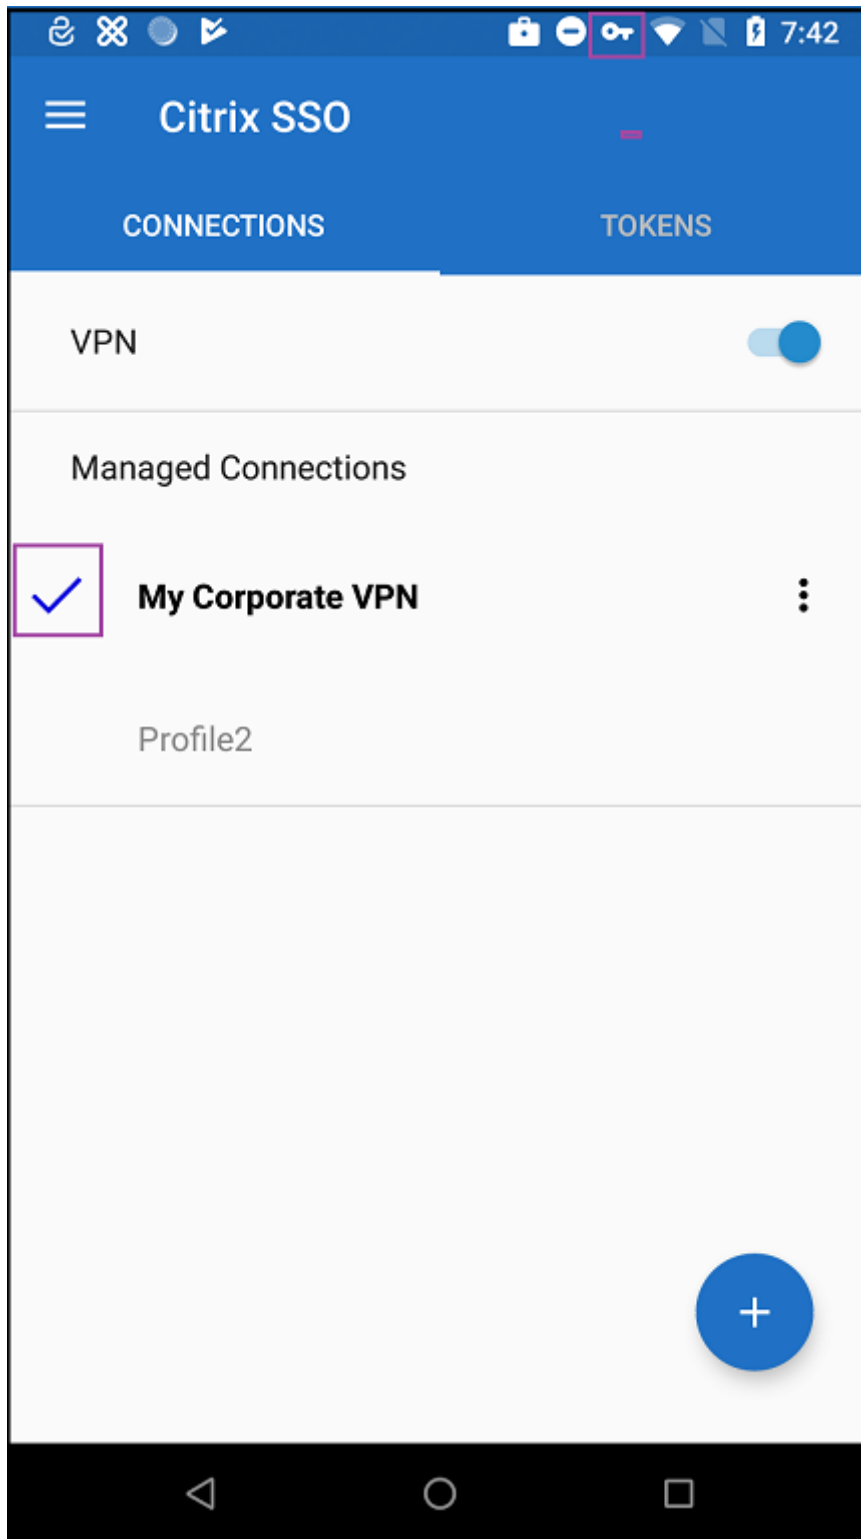 7:42
Citrix SSO
CONNECTIONS TOKENS
VPN
Managed Connections
My Corporate VPN
Profile2